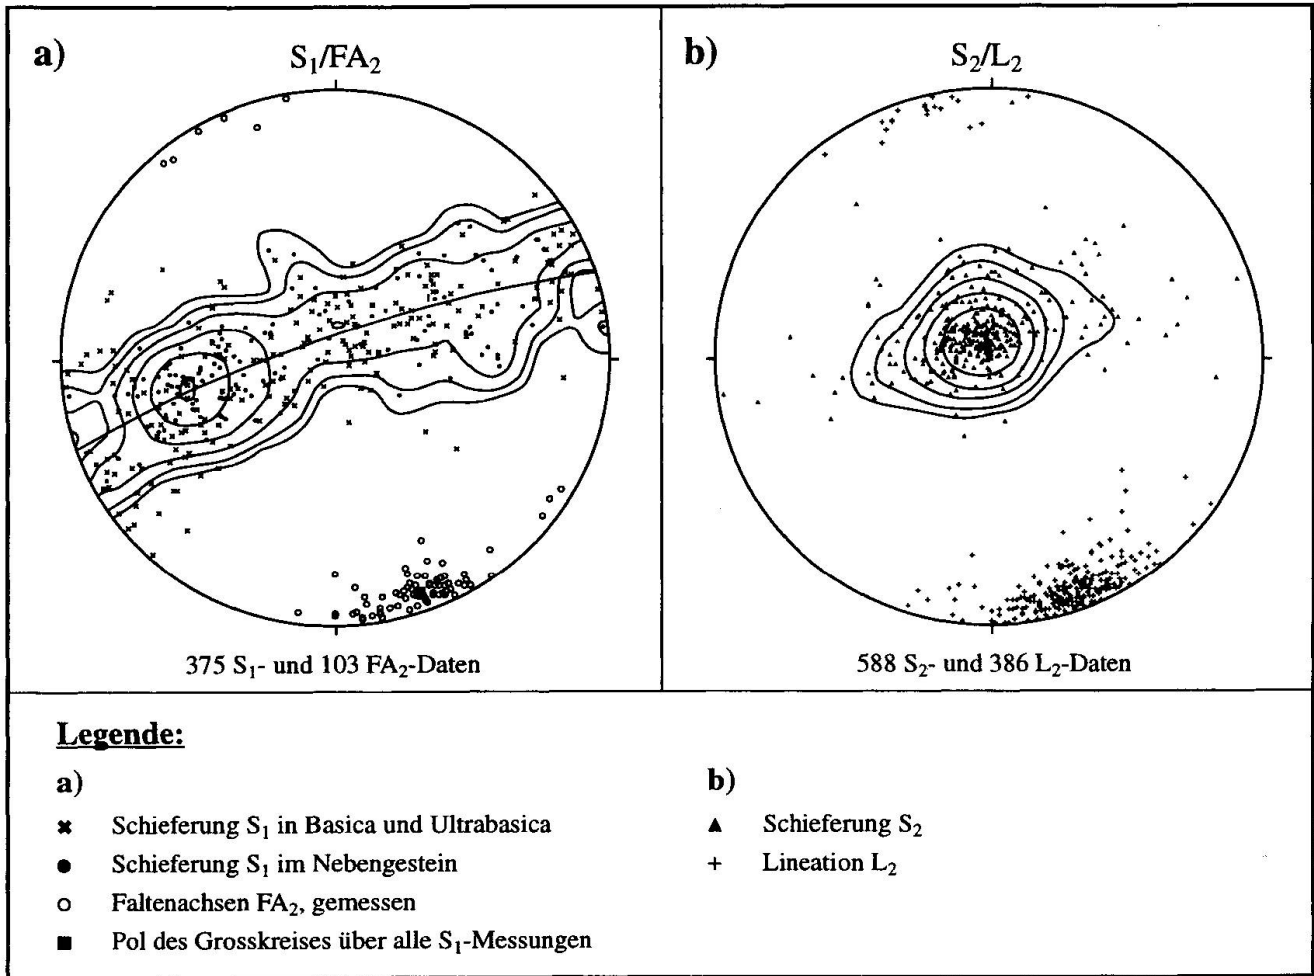 a)
S₁/FA₂
375 S₁- und 103 FA₂-Daten
b)
S₂/L₂
588 S₂- und 386 L₂-Daten
Legende:
a)
Schieferung S₁ in Basica und Ultrabasica
Schieferung S₁ im Nebengestein
Faltenachsen FA₂, gemessen
Pol des Grosskreises über alle S₁-Messungen
b)
Schieferung S₂
Lineation L₂